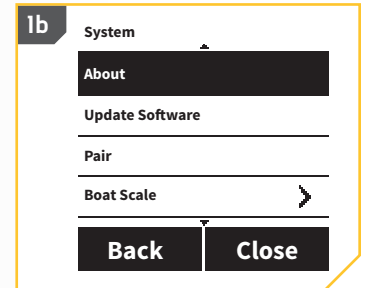 1b
System
About
Update Software
Pair
Boat Scale
Back Close